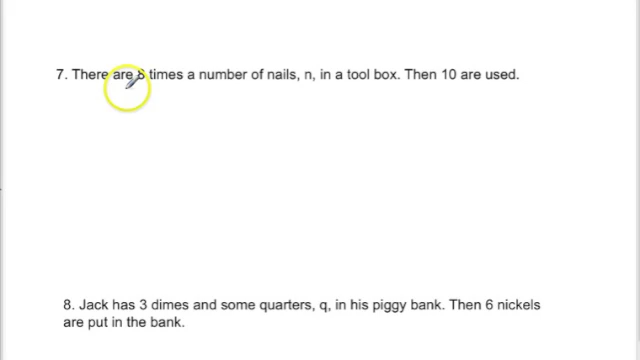 7. There are 8 times a number of nails, n, in a tool box. Then 10 are used.
8. Jack has 3 dimes and some quarters, q, in his piggy bank. Then 6 nickels
are put in the bank.